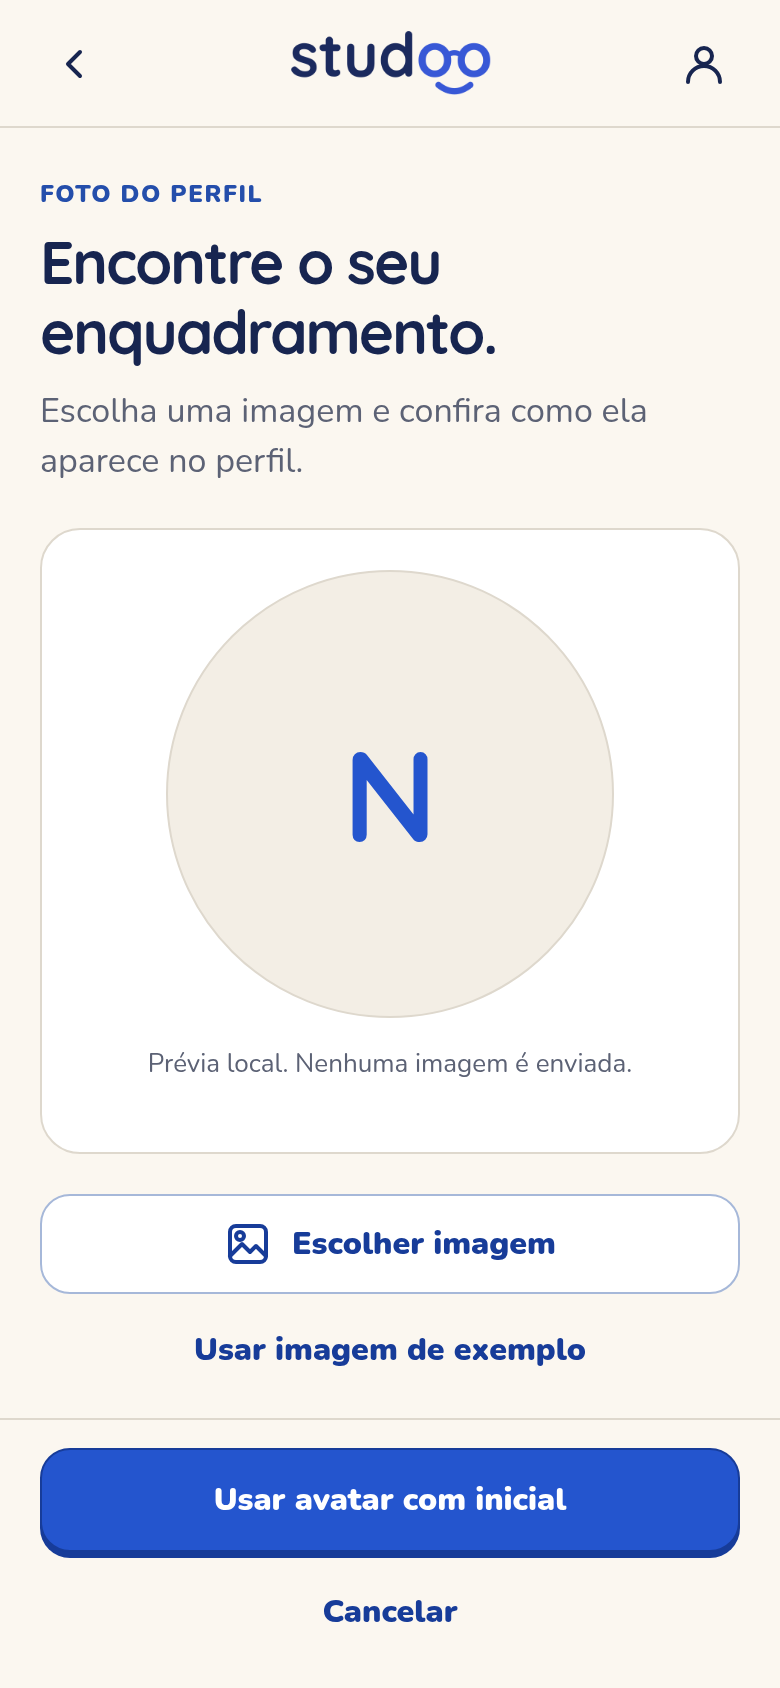 studoo
FOTO DO PERFIL
Encontre o seu
enquadramento.
Escolha uma imagem e confira como ela
aparece no perfil.
N
Prévia local. Nenhuma imagem é enviada.
Escolher imagem
Usar imagem de exemplo
Usar avatar com inicial
Cancelar